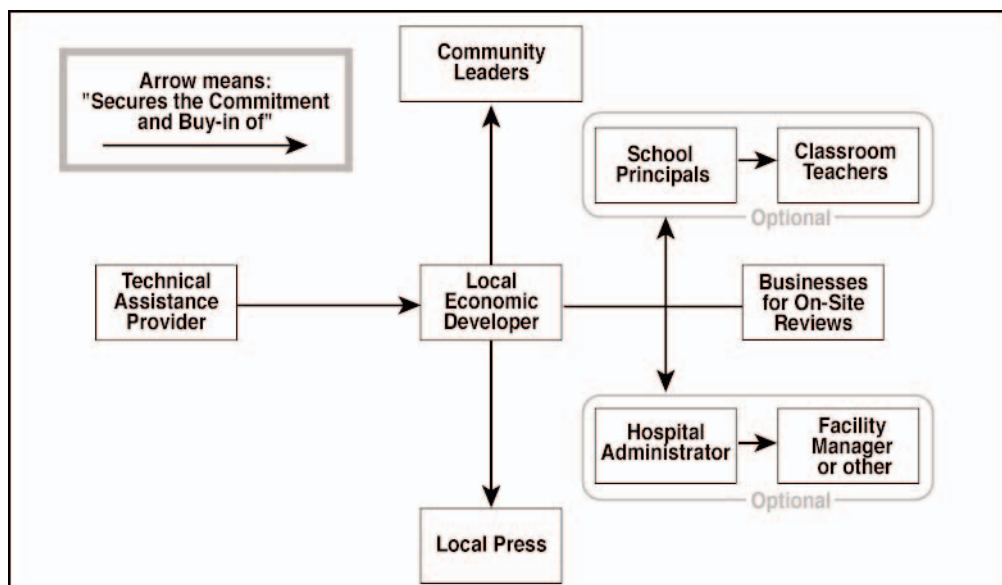 Arrow means:
"Secures the Commitment
and Buy-in of"
Community
Leaders
School
Principals
Classroom
Teachers
Optional
Technical
Assistance
Provider
Local
Economic
Developer
Businesses
for On-Site
Reviews
Hospital
Administrator
Facility
Manager
or other
Optional
Local Press